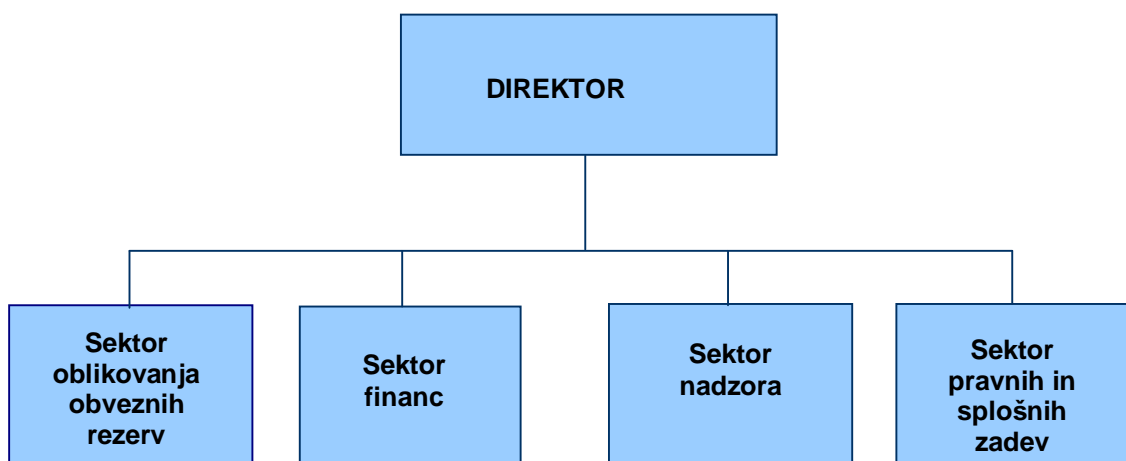 DIREKTOR
Sektor
oblikovanja
obveznih
rezerv
Sektor
financ
Sektor
nadzora
Sektor
pravnih in
splošnih
zadev